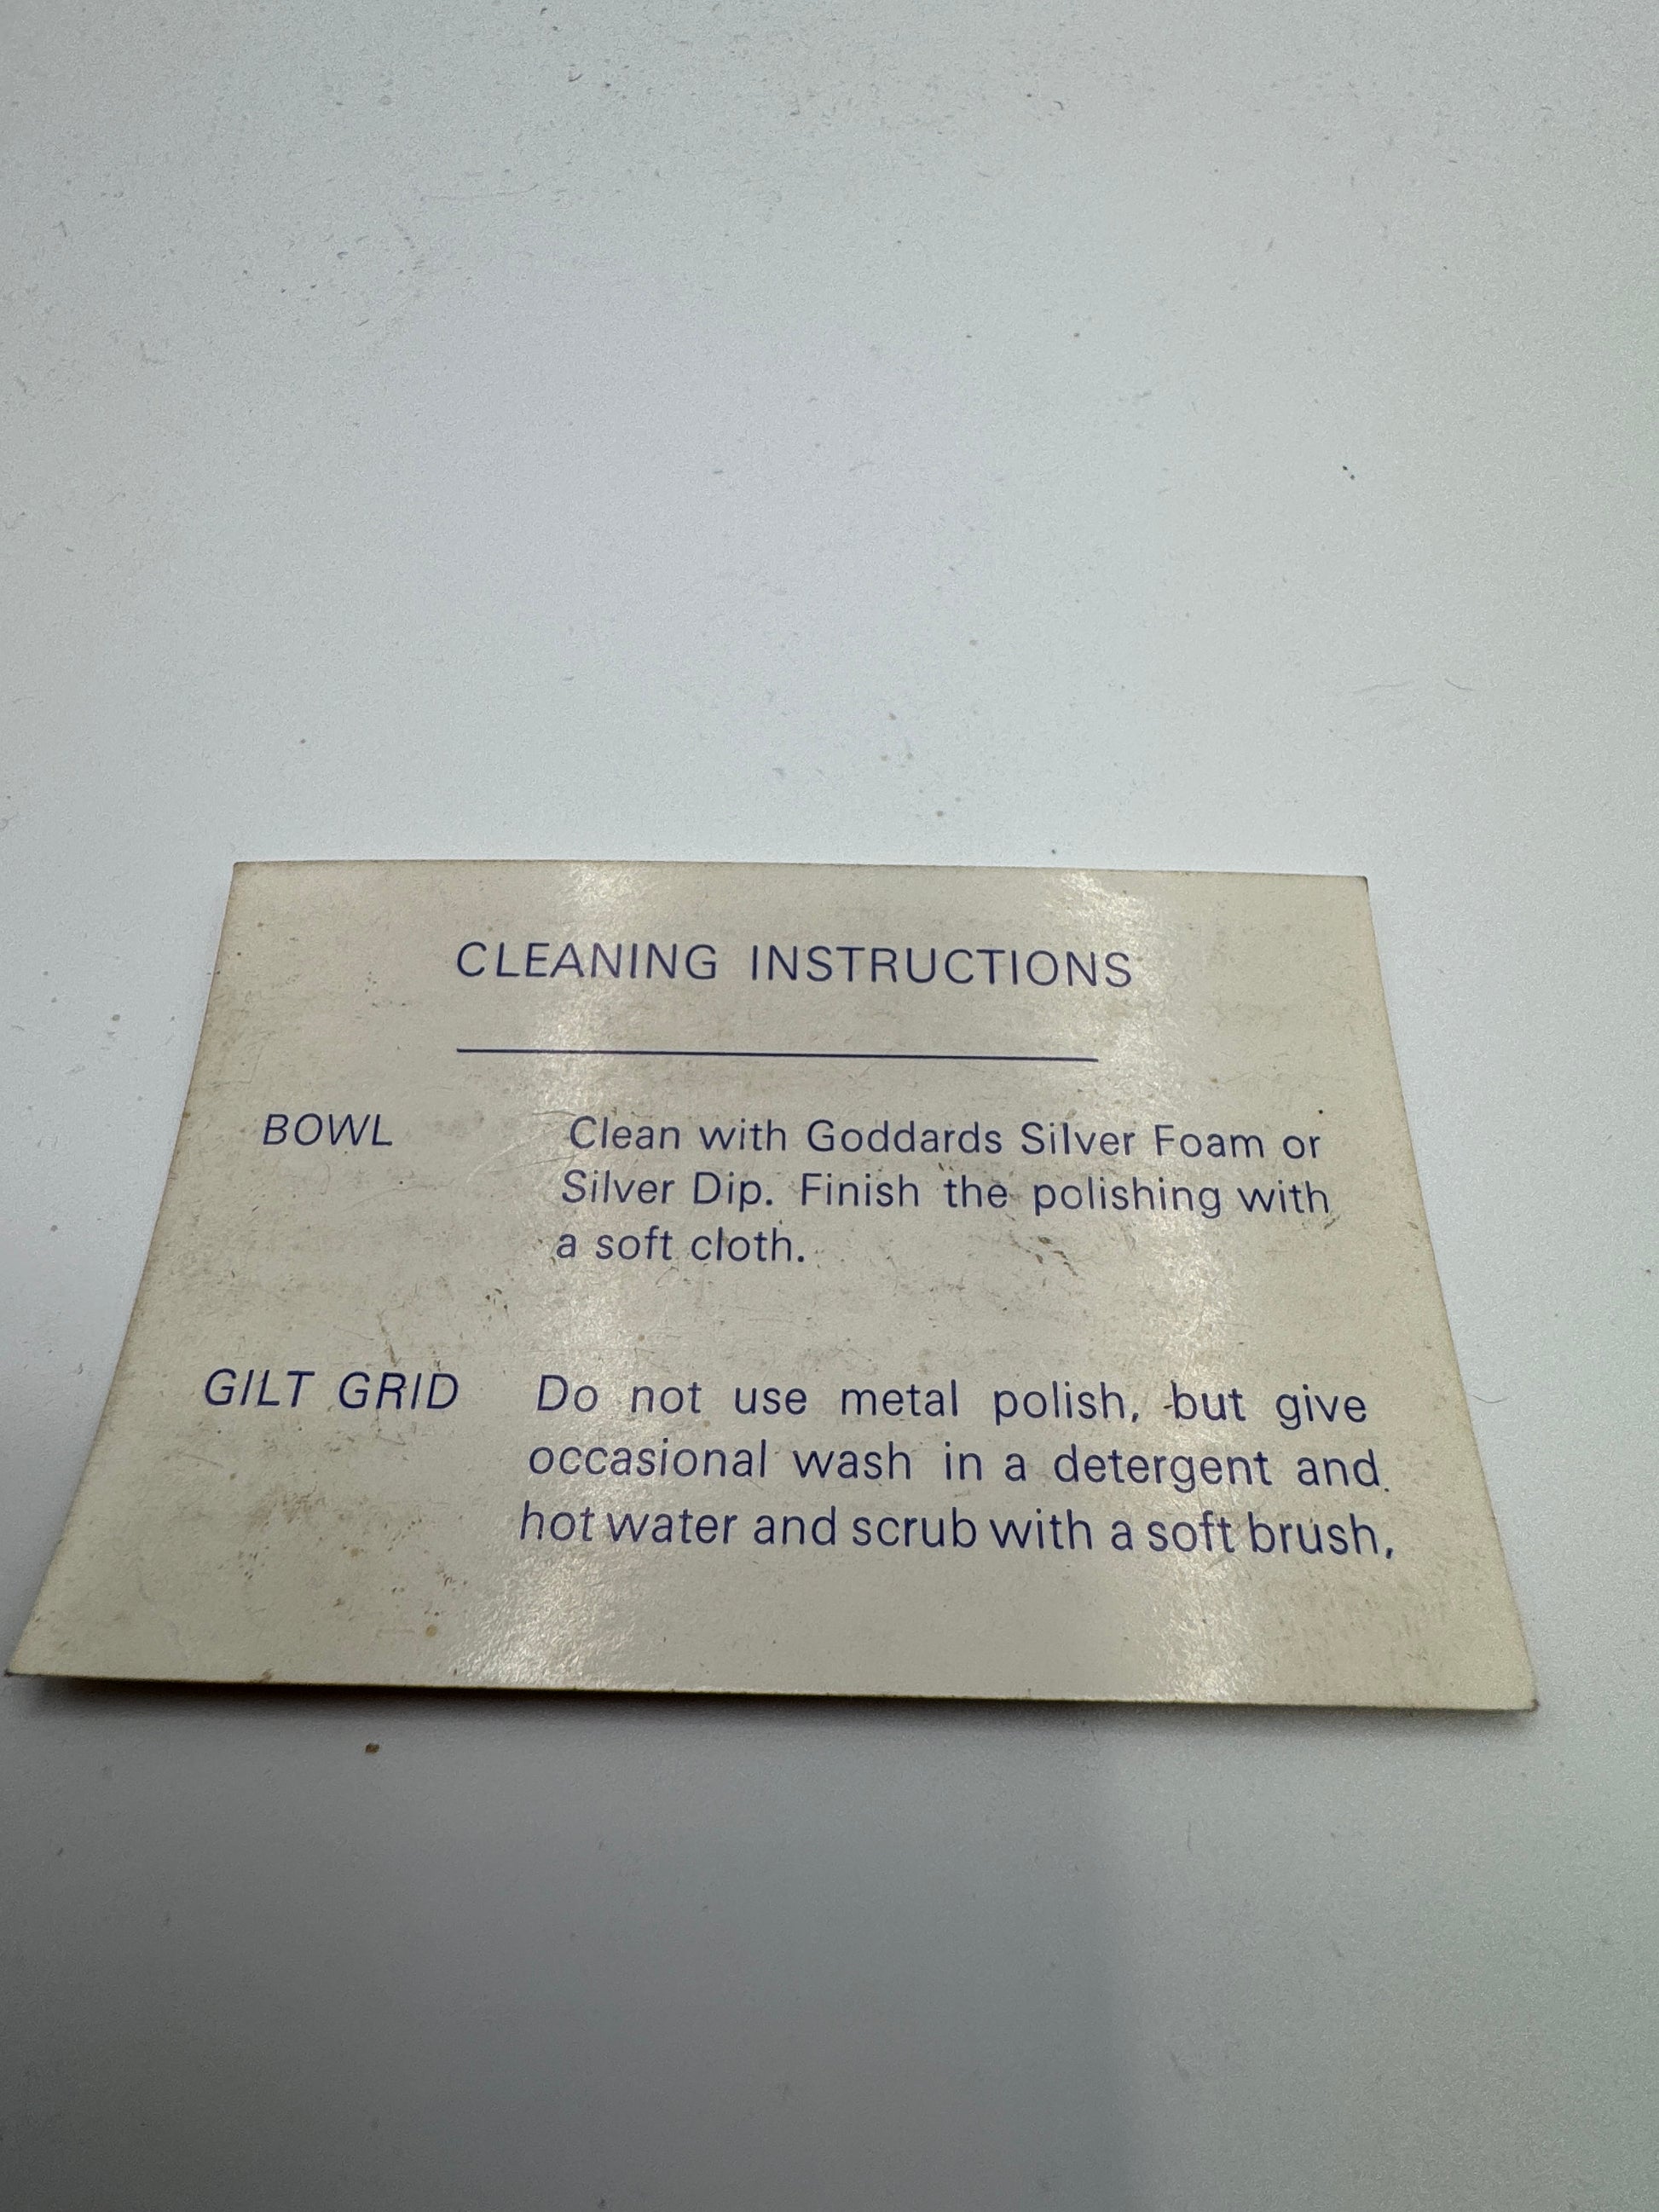 CLEANING INSTRUCTIONS
BOWL Clean with Goddards Silver Foam or
Silver Dip. Finish the polishing with
a soft cloth.
GILT GRID Do not use metal polish, but give
occasional wash in a detergent and
hot water and scrub with a soft brush,